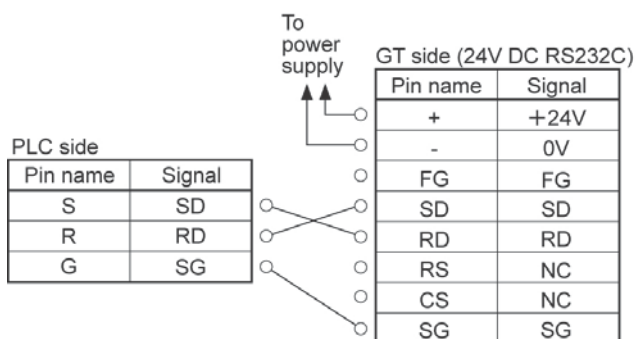 To
power
supply
GT side (24V DC RS232C)
Pin name Signal
+ +24V
- 0V
FG FG
SD SD
RD RD
RS NC
CS NC
SG SG
PLC side
Pin name Signal
S SD
R RD
G SG